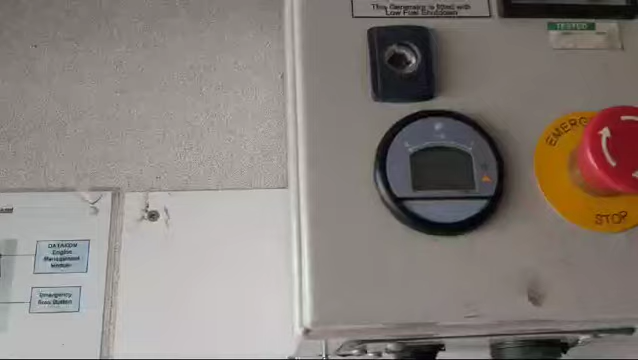 This Generator is fitted with
Low Fuel Shutdown
TESTED
EMERG
STOP
DATAKOM
Engine
Management
Module
Emergency
Stop Button